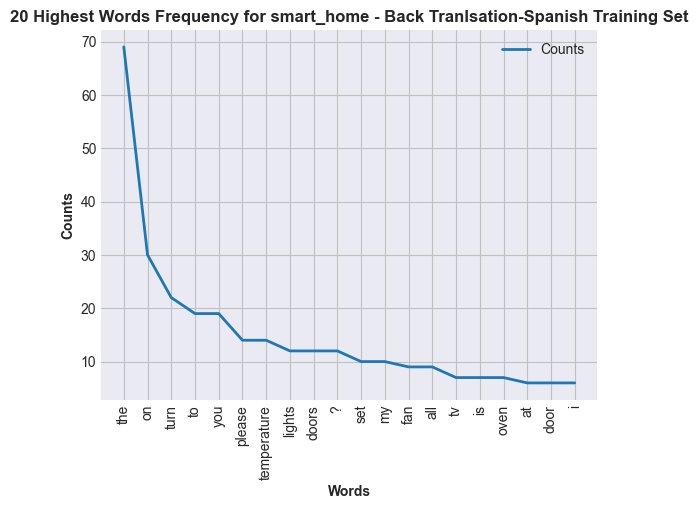 20 Highest Words Frequency for smart_home - Back Tranlsation-Spanish Training Set
Counts
70
60
50
40
30
20
10
Counts
the
on
turn
to
you
please
temperature
lights
doors
?
set
my
fan
all
tv
is
oven
at
door
i
Words